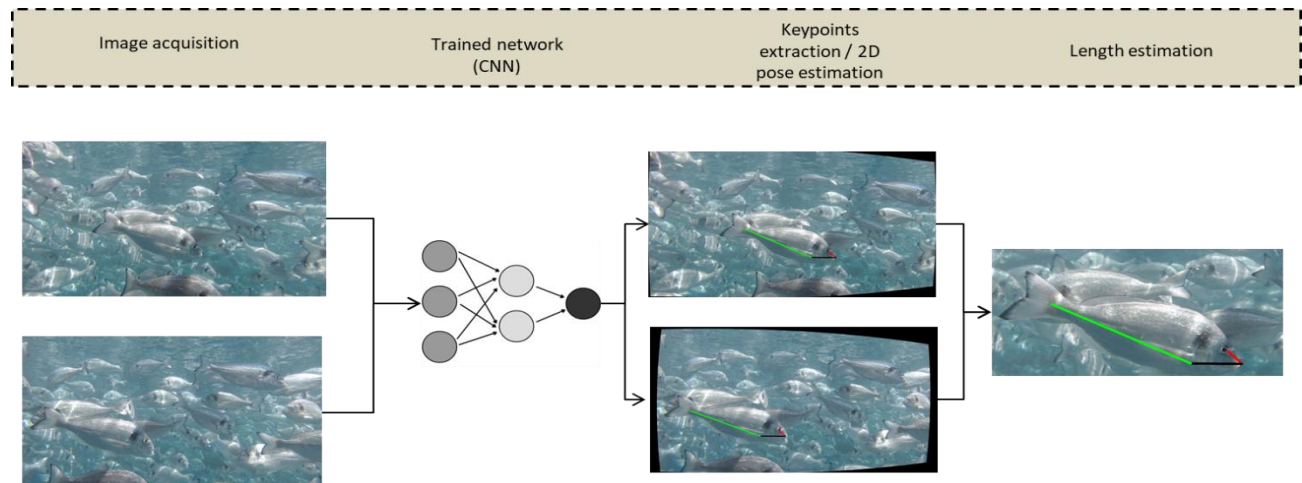 Image acquisition
Trained network
(CNN)
Keypoints
extraction / 2D
pose estimation
Length estimation